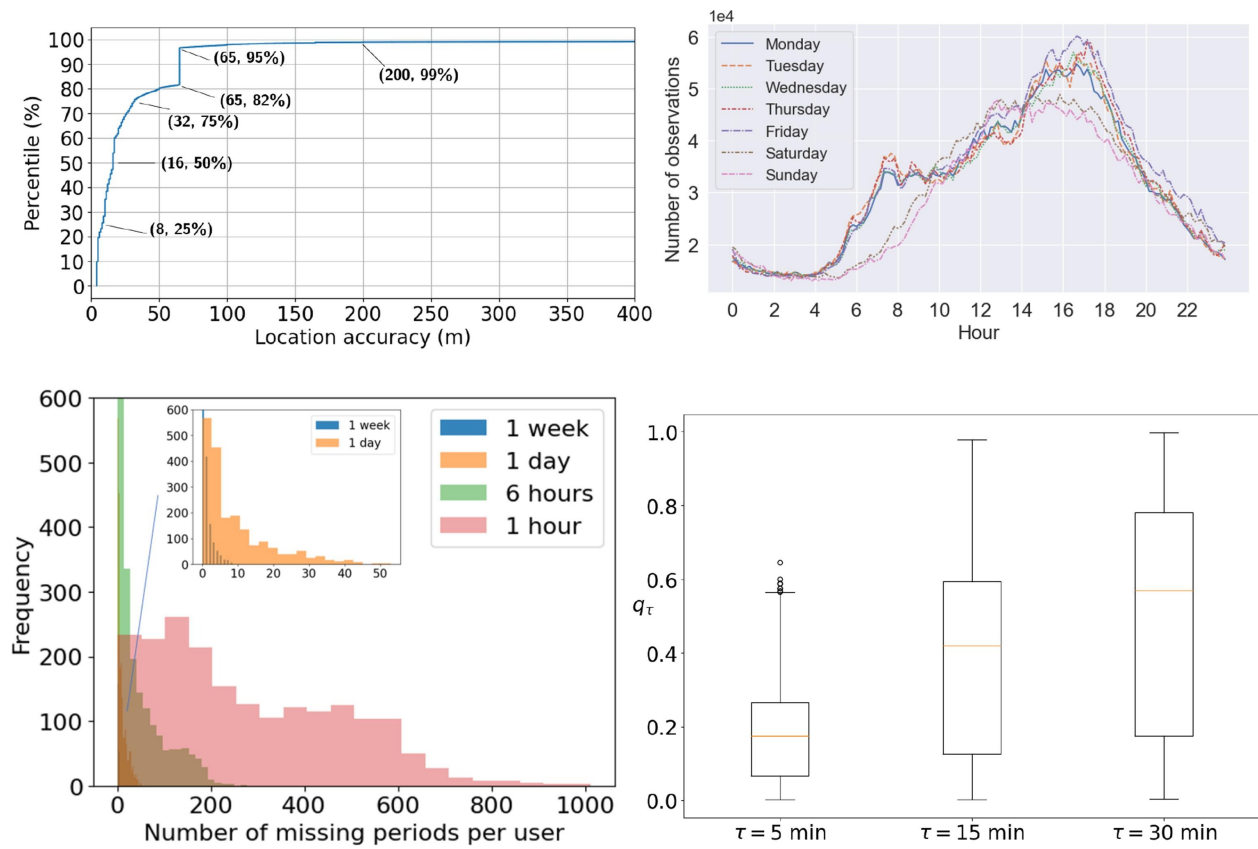 100
90
80
70
60
50
40
30
20
10
0
Percentile (%)
(65, 95%)
(200, 99%)
(65, 82%)
(32, 75%)
(16, 50%)
(8, 25%)
0 50 100 150 200 250 300 350 400
Location accuracy (m)
1e4
6
5
4
3
2
Number of observations
Monday
Tuesday
Wednesday
Thursday
Friday
Saturday
Sunday
0 2 4 6 8 10 12 14 16 18 20 22
Hour
600
500
400
300
200
100
0
Frequency
600
500
400
300
200
100
0
1 week
1 day
0 10 20 30 40 50
1 week
1 day
6 hours
1 hour
0 200 400 600 800 1000
Number of missing periods per user
1.0
0.8
0.6
0.4
0.2
0.0
qτ
τ = 5 min τ = 15 min τ = 30 min